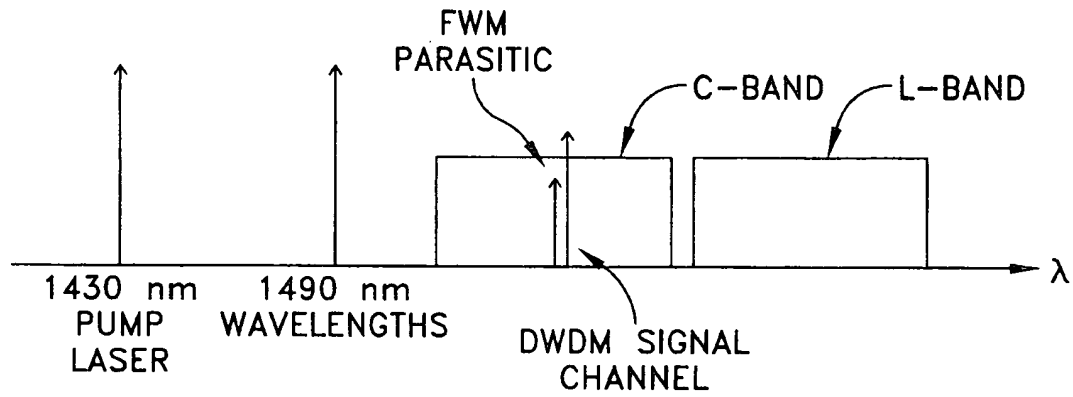 FWM
PARASITIC
C-BAND
L-BAND
λ
1430 nm
PUMP
LASER
1490 nm
WAVELENGTHS
DWDM SIGNAL
CHANNEL